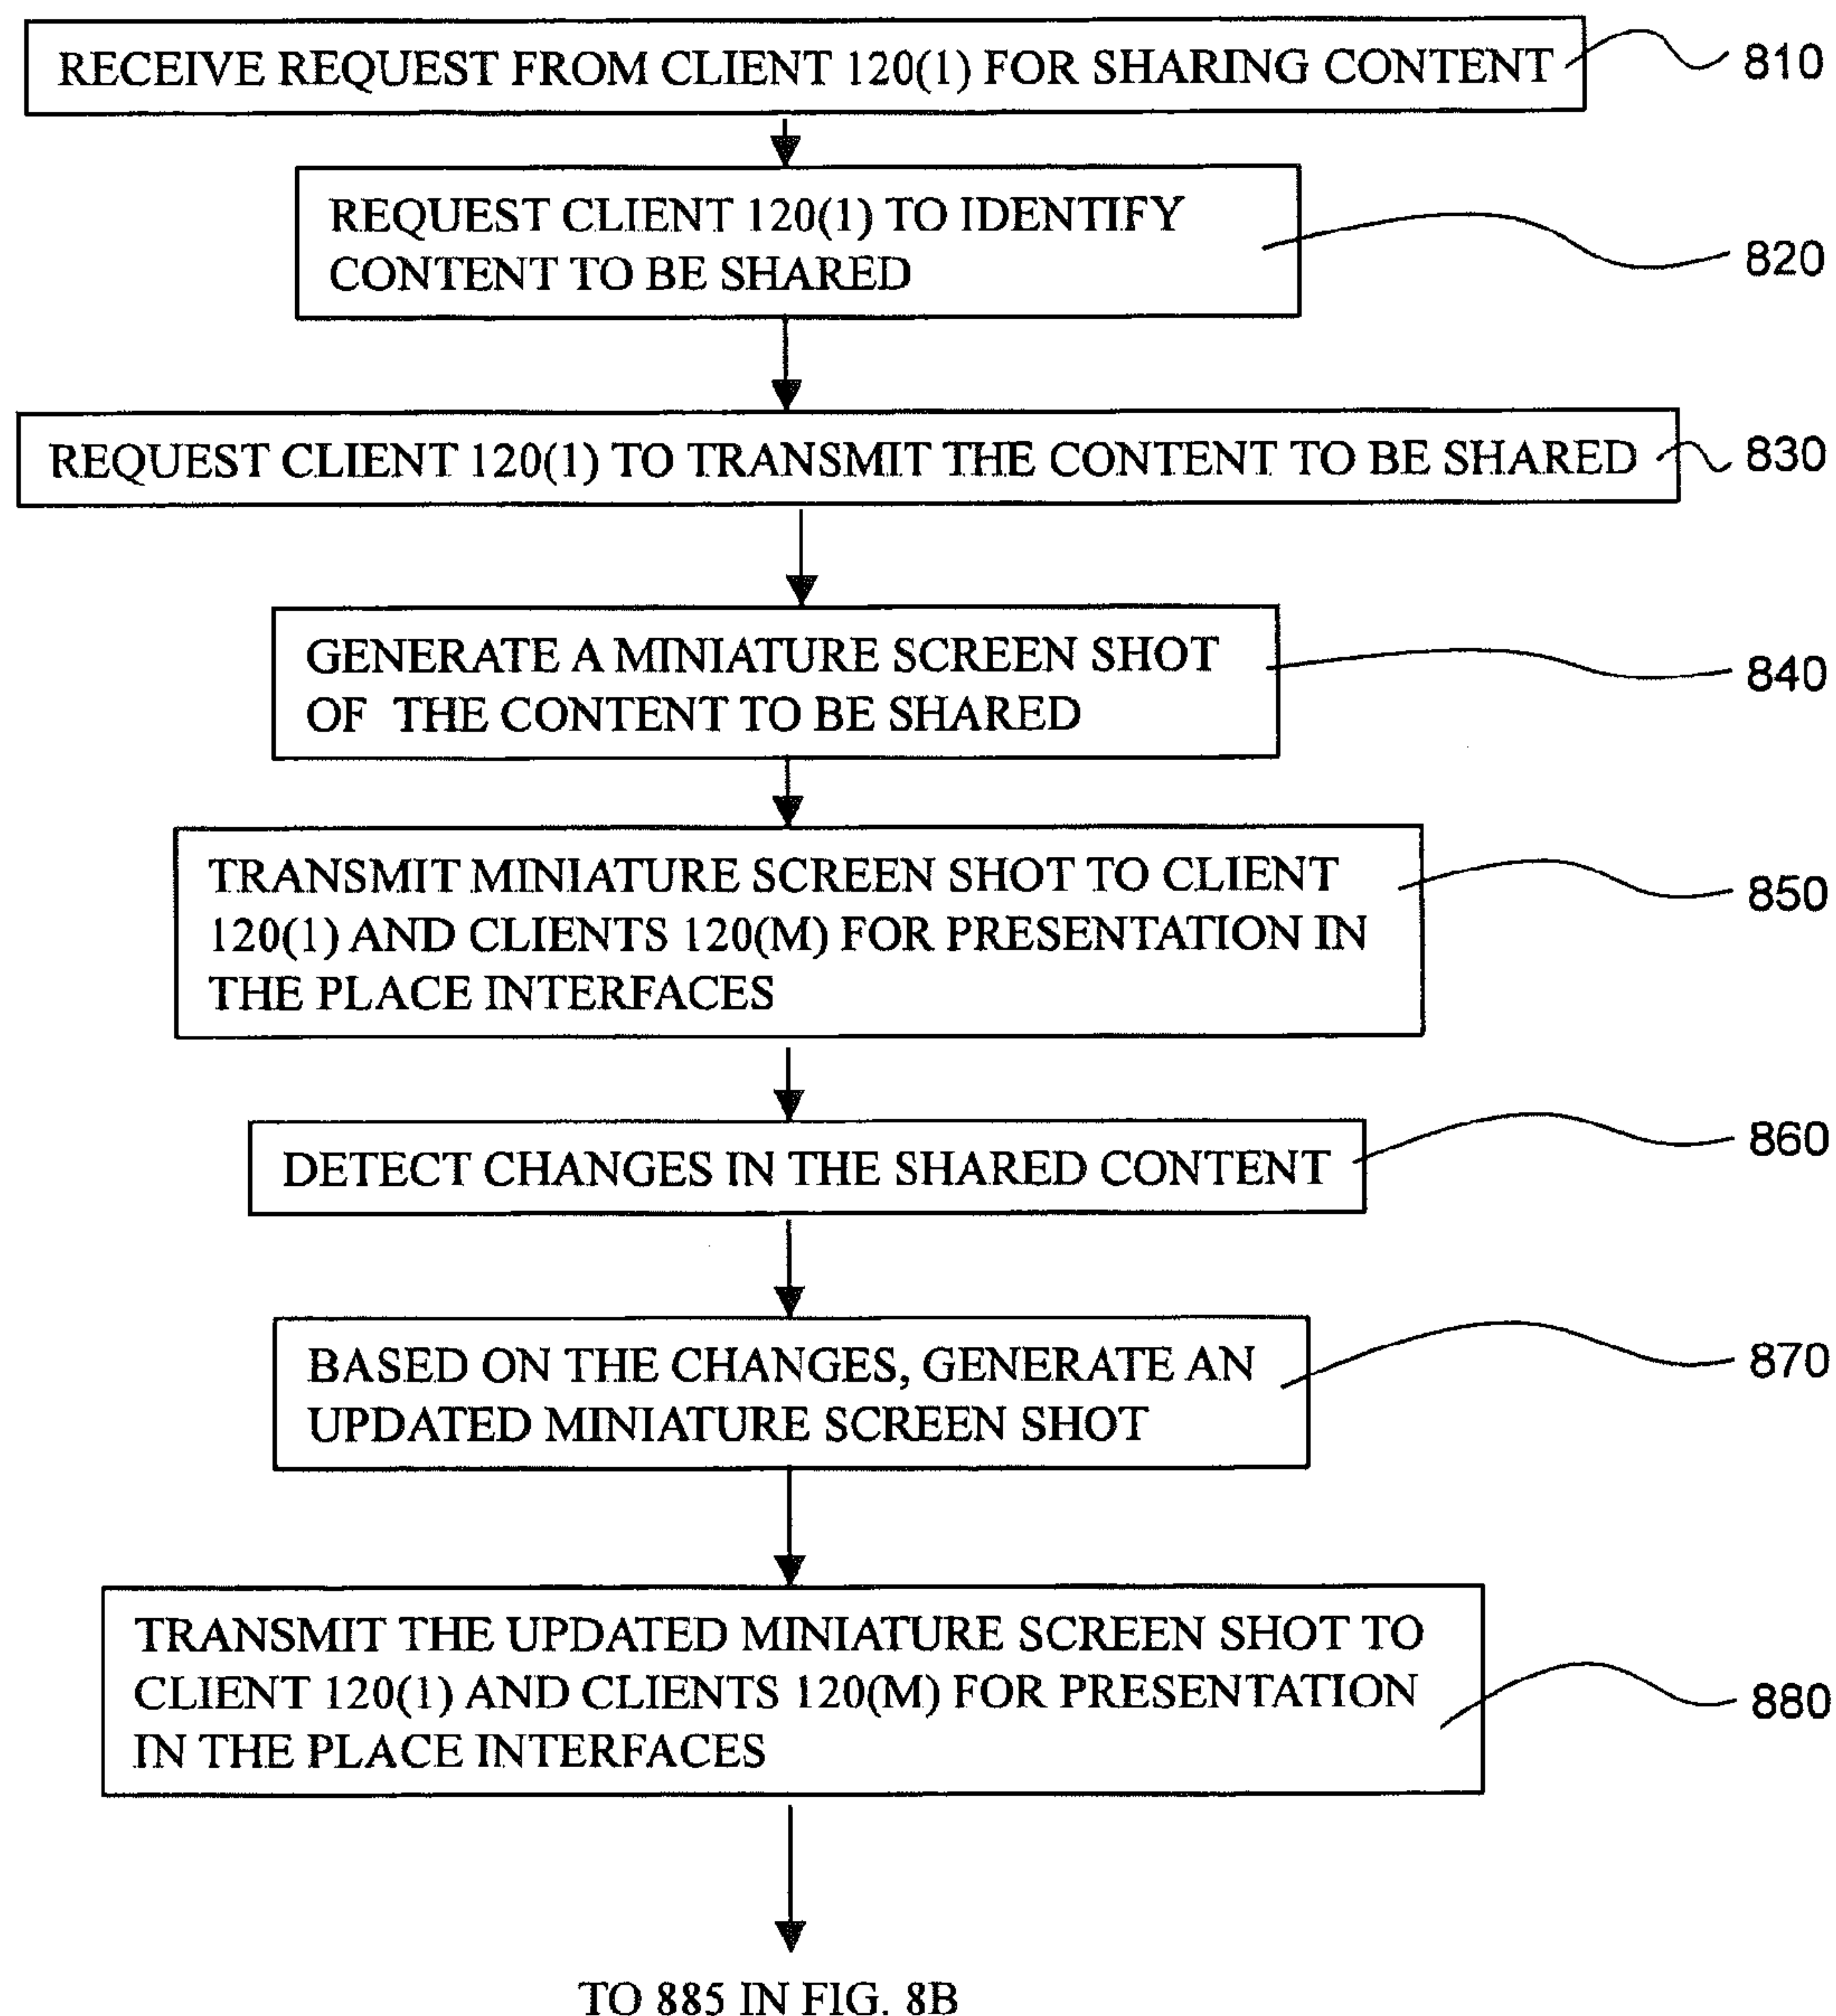 RECEIVE REQUEST FROM CLIENT 120(1) FOR SHARING CONTENT
810
REQUEST CLIENT 120(1) TO IDENTIFY
CONTENT TO BE SHARED
820
REQUEST CLIENT 120(1) TO TRANSMIT THE CONTENT TO BE SHARED
830
GENERATE A MINIATURE SCREEN SHOT
OF THE CONTENT TO BE SHARED
840
TRANSMIT MINIATURE SCREEN SHOT TO CLIENT
120(1) AND CLIENTS 120(M) FOR PRESENTATION IN
THE PLACE INTERFACES
850
DETECT CHANGES IN THE SHARED CONTENT
860
BASED ON THE CHANGES, GENERATE AN
UPDATED MINIATURE SCREEN SHOT
870
TRANSMIT THE UPDATED MINIATURE SCREEN SHOT TO
CLIENT 120(1) AND CLIENTS 120(M) FOR PRESENTATION
IN THE PLACE INTERFACES
880
TO 885 IN FIG. 8B